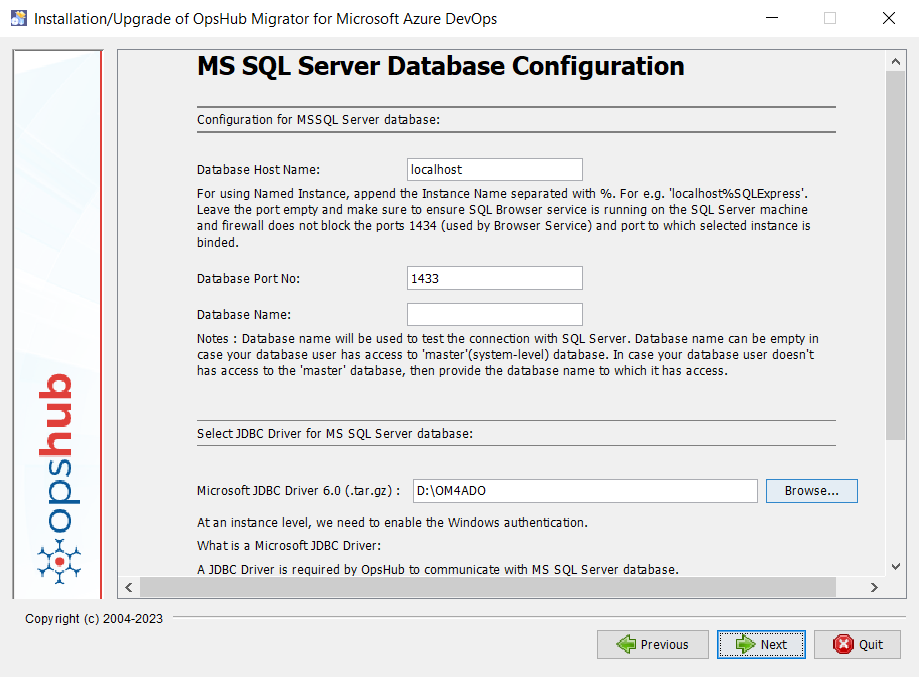 Installation/Upgrade of OpsHub Migrator for Microsoft Azure DevOps
MS SQL Server Database Configuration
Configuration for MSSQL Server database:
Database Host Name:
localhost
For using Named Instance, append the Instance Name separated with %. For e.g. 'localhost%SQLExpress'.
Leave the port empty and make sure to ensure SQL Browser service is running on the SQL Server machine
and firewall does not block the ports 1434 (used by Browser Service) and port to which selected instance is
binded.
Database Port No:
1433
Database Name:
Notes : Database name will be used to test the connection with SQL Server. Database name can be empty in
case your database user has access to 'master'(system-level) database. In case your database user doesn't
has access to the 'master' database, then provide the database name to which it has access.
Select JDBC Driver for MS SQL Server database:
Microsoft JDBC Driver 6.0 (.tar.gz) :
D:\OM4ADO
Browse...
At an instance level, we need to enable the Windows authentication.
What is a Microsoft JDBC Driver:
A JDBC Driver is required by OpsHub to communicate with MS SQL Server database.
opshub
Copyright (c) 2004-2023
Previous
Next
Quit